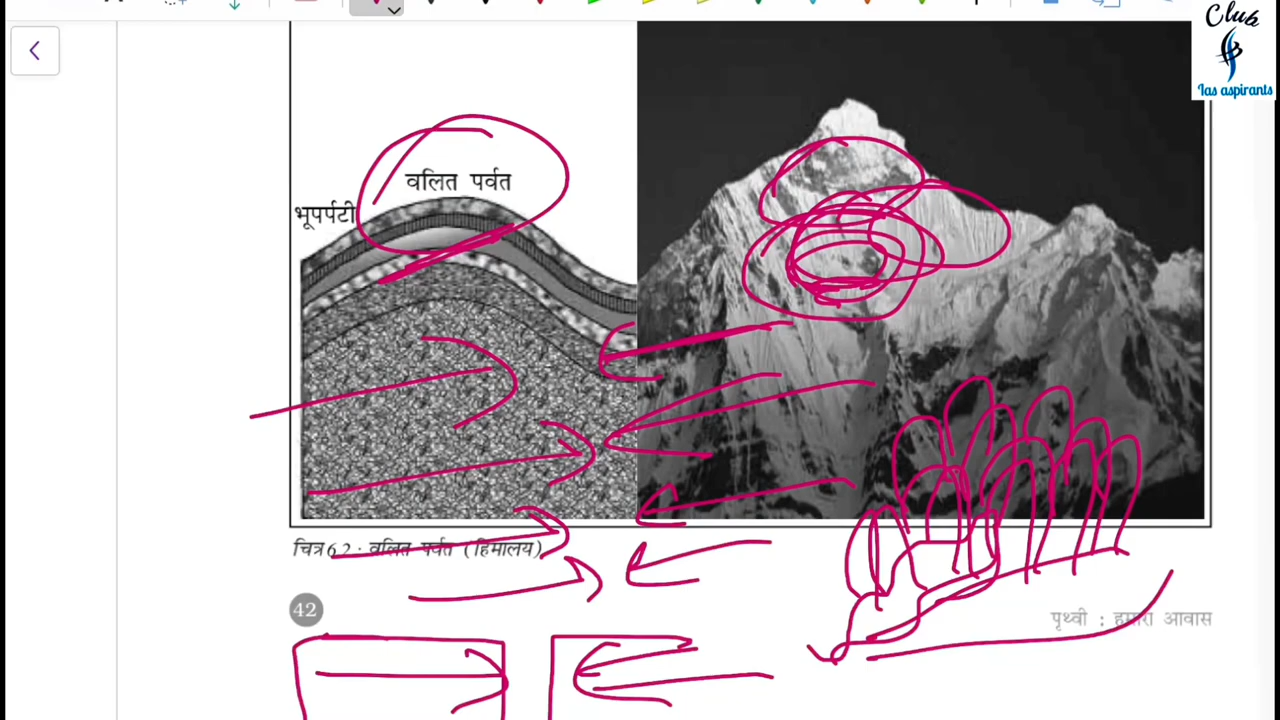 Club
Ias aspirants
वलित पर्वत
भूपर्पटी
चित्र 6.2 : वलित पर्वत (हिमालय)
42
पृथ्वी : हमारा आवास